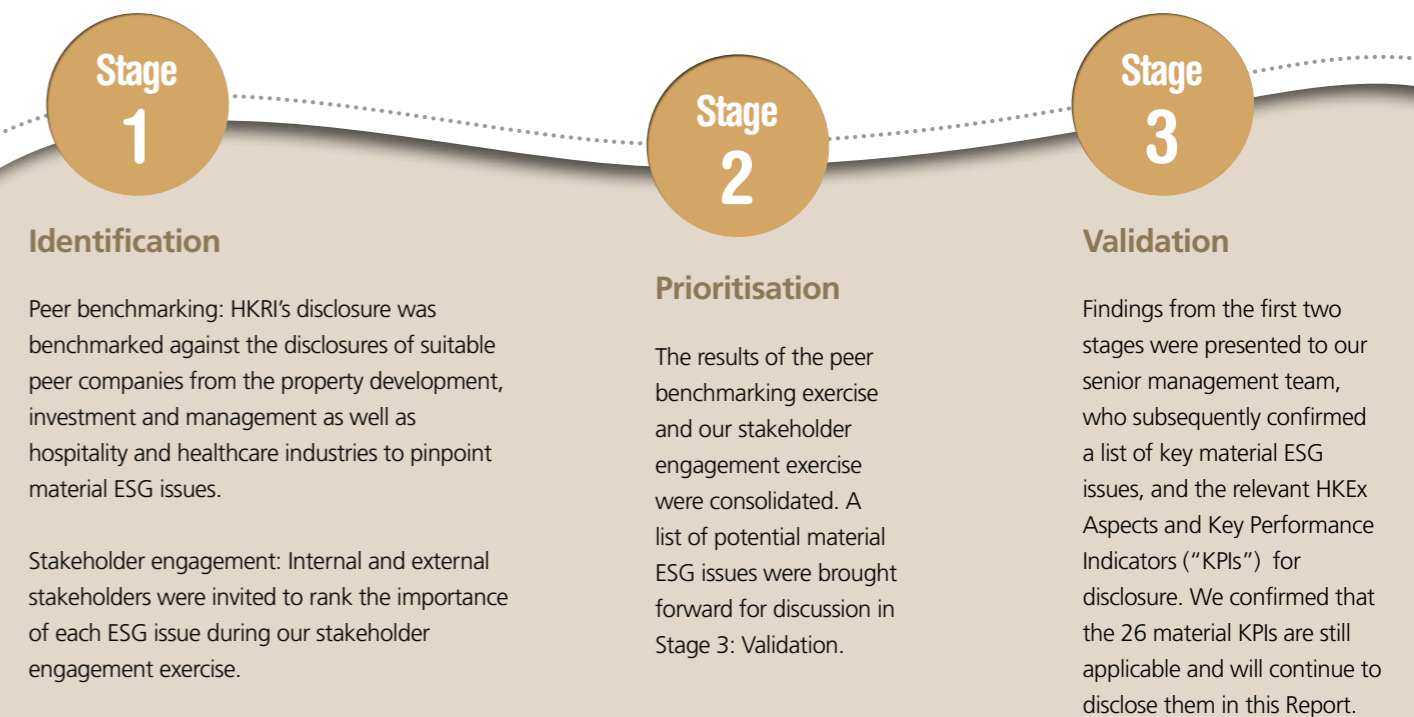 Stage
1
Identification
Peer benchmarking: HKRI’s disclosure was
benchmarked against the disclosures of suitable
peer companies from the property development,
investment and management as well as
hospitality and healthcare industries to pinpoint
material ESG issues.
Stakeholder engagement: Internal and external
stakeholders were invited to rank the importance
of each ESG issue during our stakeholder
engagement exercise.
Stage
2
Prioritisation
The results of the peer
benchmarking exercise
and our stakeholder
engagement exercise
were consolidated. A
list of potential material
ESG issues were brought
forward for discussion in
Stage 3: Validation.
Stage
3
Validation
Findings from the first two
stages were presented to our
senior management team,
who subsequently confirmed
a list of key material ESG
issues, and the relevant HKEx
Aspects and Key Performance
Indicators (“KPIs”) for
disclosure. We confirmed that
the 26 material KPIs are still
applicable and will continue to
disclose them in this Report.